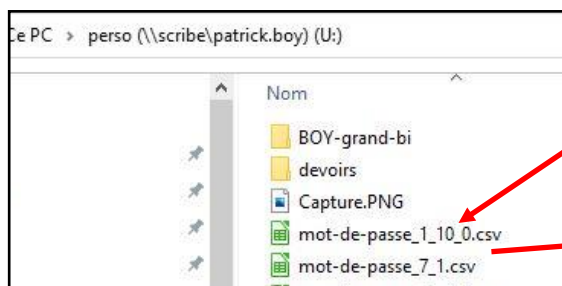 Ce PC > perso (\\scribe\patrick.boy) (U:)
Nom
BOY-grand-bi
devoirs
Capture.PNG
mot-de-passe_1_10_0.csv
mot-de-passe_7_1.csv